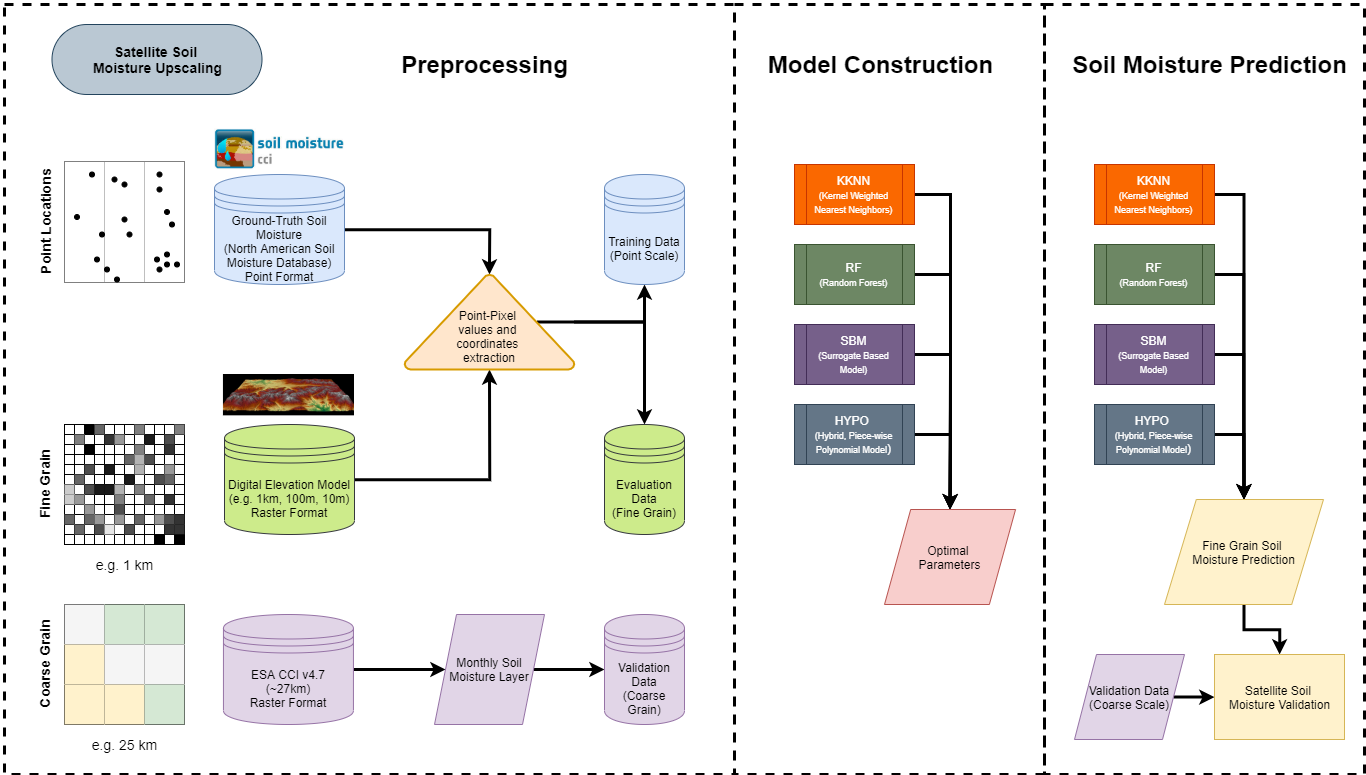 Satellite Soil
Moisture Upscaling
Preprocessing
Model Construction
Soil Moisture Prediction
Point Locations
soil moisture
cci
Ground-Truth Soil
Moisture
(North American Soil
Moisture Database)
Point Format
Training Data
(Point Scale)
Point-Pixel
values and
coordinates
extraction
Fine Grain
e.g. 1 km
Digital Elevation Model
(e.g. 1km, 100m, 10m)
Raster Format
Evaluation
Data
(Fine Grain)
Coarse Grain
e.g. 25 km
ESA CCI v4.7
(~27km)
Raster Format
Monthly Soil
Moisture Layer
Validation
Data
(Coarse
Grain)
KKNN
(Kernel Weighted
Nearest Neighbors)
RF
(Random Forest)
SBM
(Surrogate Based
Model)
HYPO
(Hybrid, Piece-wise
Polynomial Model)
Optimal
Parameters
KKNN
(Kernel Weighted
Nearest Neighbors)
RF
(Random Forest)
SBM
(Surrogate Based
Model)
HYPO
(Hybrid, Piece-wise
Polynomial Model)
Fine Grain Soil
Moisture Prediction
Validation Data
(Coarse Scale)
Satellite Soil
Moisture Validation